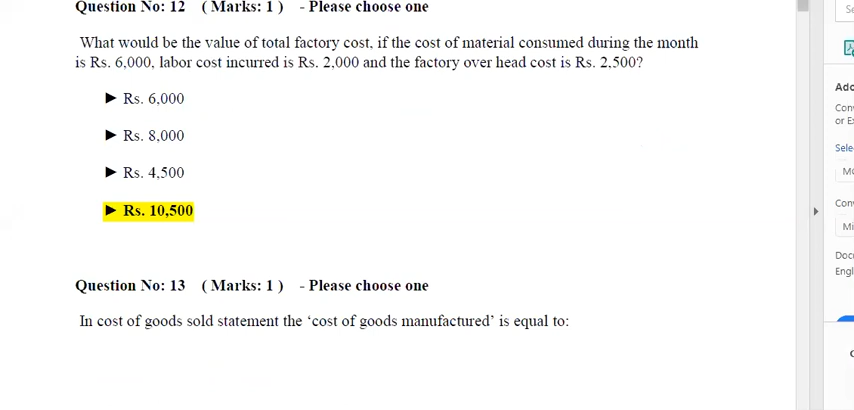 Question No: 12 ( Marks: 1 ) - Please choose one
What would be the value of total factory cost, if the cost of material consumed during the month
is Rs. 6,000, labor cost incurred is Rs. 2,000 and the factory over head cost is Rs. 2,500?
► Rs. 6,000
► Rs. 8,000
► Rs. 4,500
► Rs. 10,500
Question No: 13 ( Marks: 1 ) - Please choose one
In cost of goods sold statement the ‘cost of goods manufactured’ is equal to: